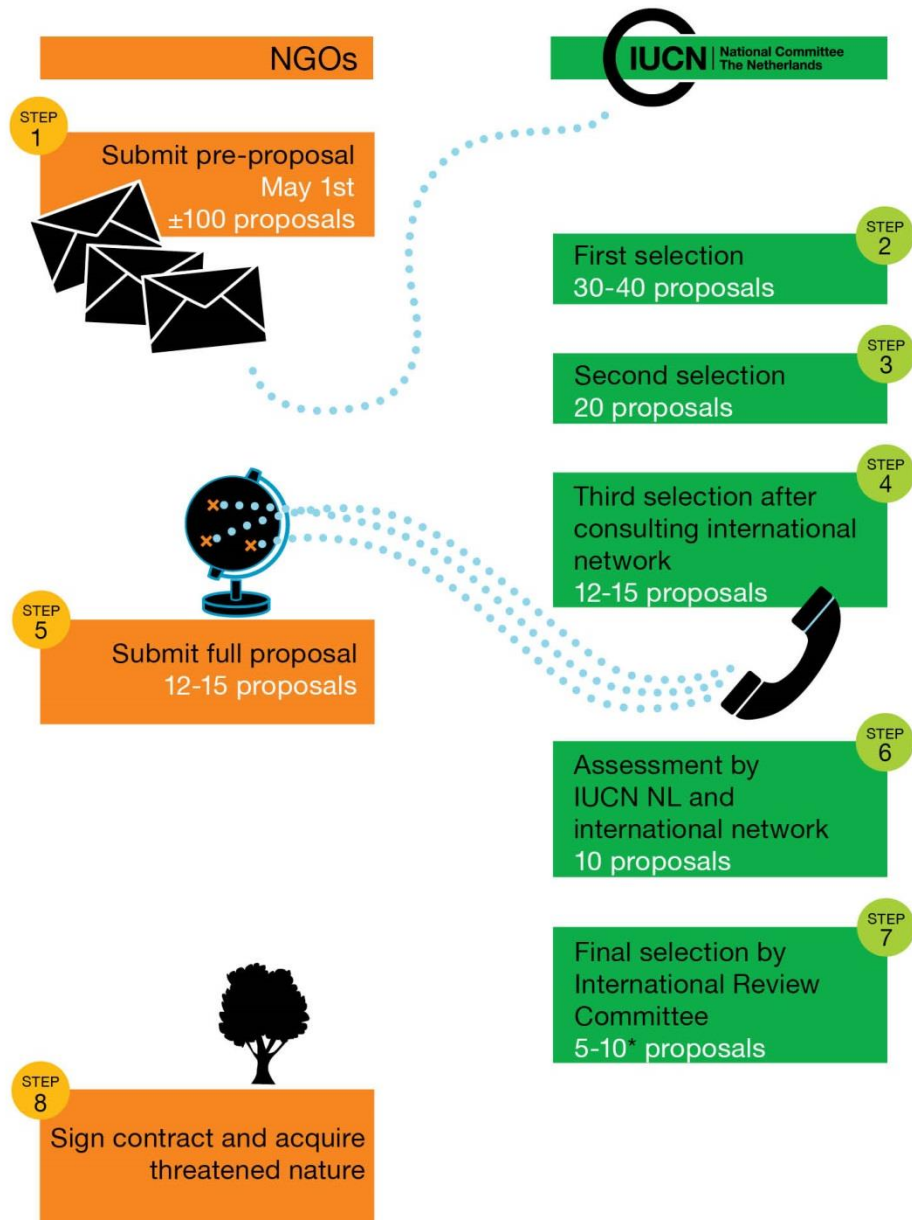 NGOs
IUCN
National Committee
The Netherlands
STEP
1
Submit pre-proposal
May 1st
±100 proposals
STEP
2
First selection
30-40 proposals
STEP
3
Second selection
20 proposals
STEP
4
Third selection after
consulting international
network
12-15 proposals
STEP
5
Submit full proposal
12-15 proposals
STEP
6
Assessment by
IUCN NL and
international network
10 proposals
STEP
7
Final selection by
International Review
Committee
5-10* proposals
STEP
8
Sign contract and acquire
threatened nature